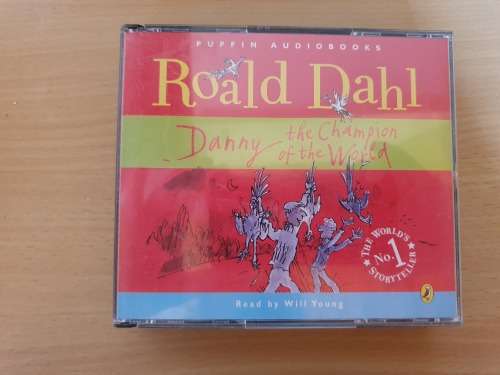 PUFFIN AUDIOBOOKS
Roald Dahl
Danny the Champion
of the World
THE WORLD'S
No.1
STORYTELLER
Read by Will Young